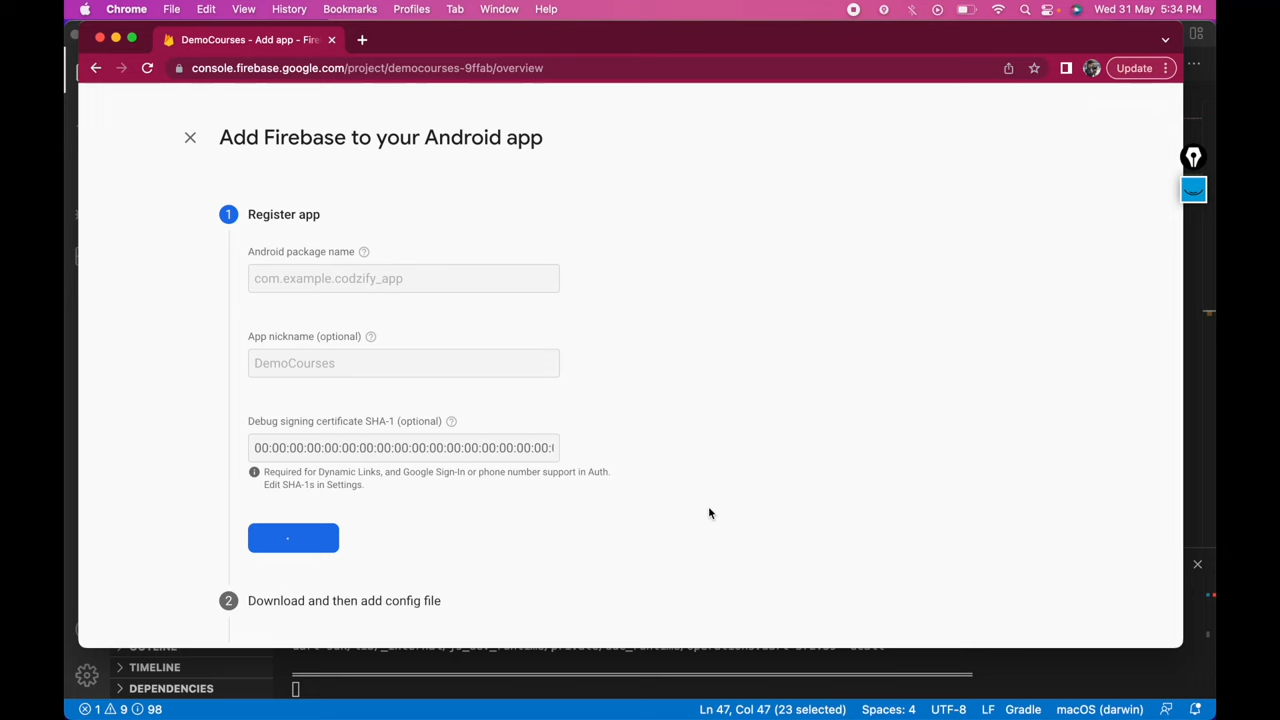 Chrome File Edit View History Bookmarks Profiles Tab Window Help Wed 31 May 5:34 PM
DemoCourses - Add app - Fire
console.firebase.google.com/project/democourses-9ffab/overview Update
Add Firebase to your Android app
1 Register app
Android package name
com.example.codzify_app
App nickname (optional)
DemoCourses
Debug signing certificate SHA-1 (optional)
00:00:00:00:00:00:00:00:00:00:00:00:00:00:00:00:00:
Required for Dynamic Links, and Google Sign-In or phone number support in Auth.
Edit SHA-1s in Settings.
2 Download and then add config file
OUTLINE
TIMELINE
DEPENDENCIES
1 9 98 Ln 47, Col 47 (23 selected) Spaces: 4 UTF-8 LF Gradle macOS (darwin)